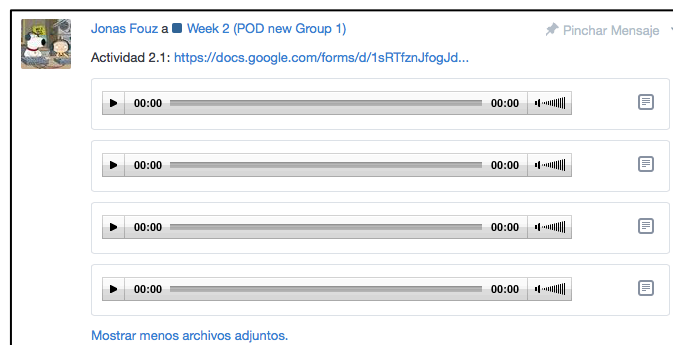 Jonas Fouz a Week 2 (POD new Group 1)
Pinchar Mensaje
Actividad 2.1: https://docs.google.com/forms/d/1sRTfznJfogJd...
00:00 00:00
00:00 00:00
00:00 00:00
00:00 00:00
Mostrar menos archivos adjuntos.